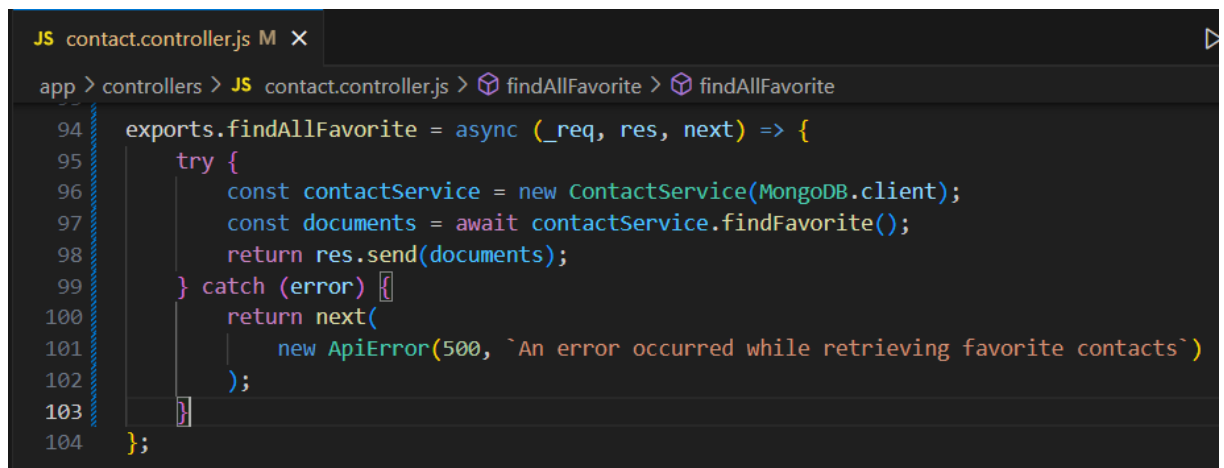 JS contact.controller.js M ×
app > controllers > JS contact.controller.js > findAllFavorite > findAllFavorite
94 exports.findAllFavorite = async (_req, res, next) => {
95     try {
96         const contactService = new ContactService(MongoDB.client);
97         const documents = await contactService.findFavorite();
98         return res.send(documents);
99     } catch (error) {
100         return next(
101             new ApiError(500, `An error occurred while retrieving favorite contacts`)
102         );
103     }
104 };